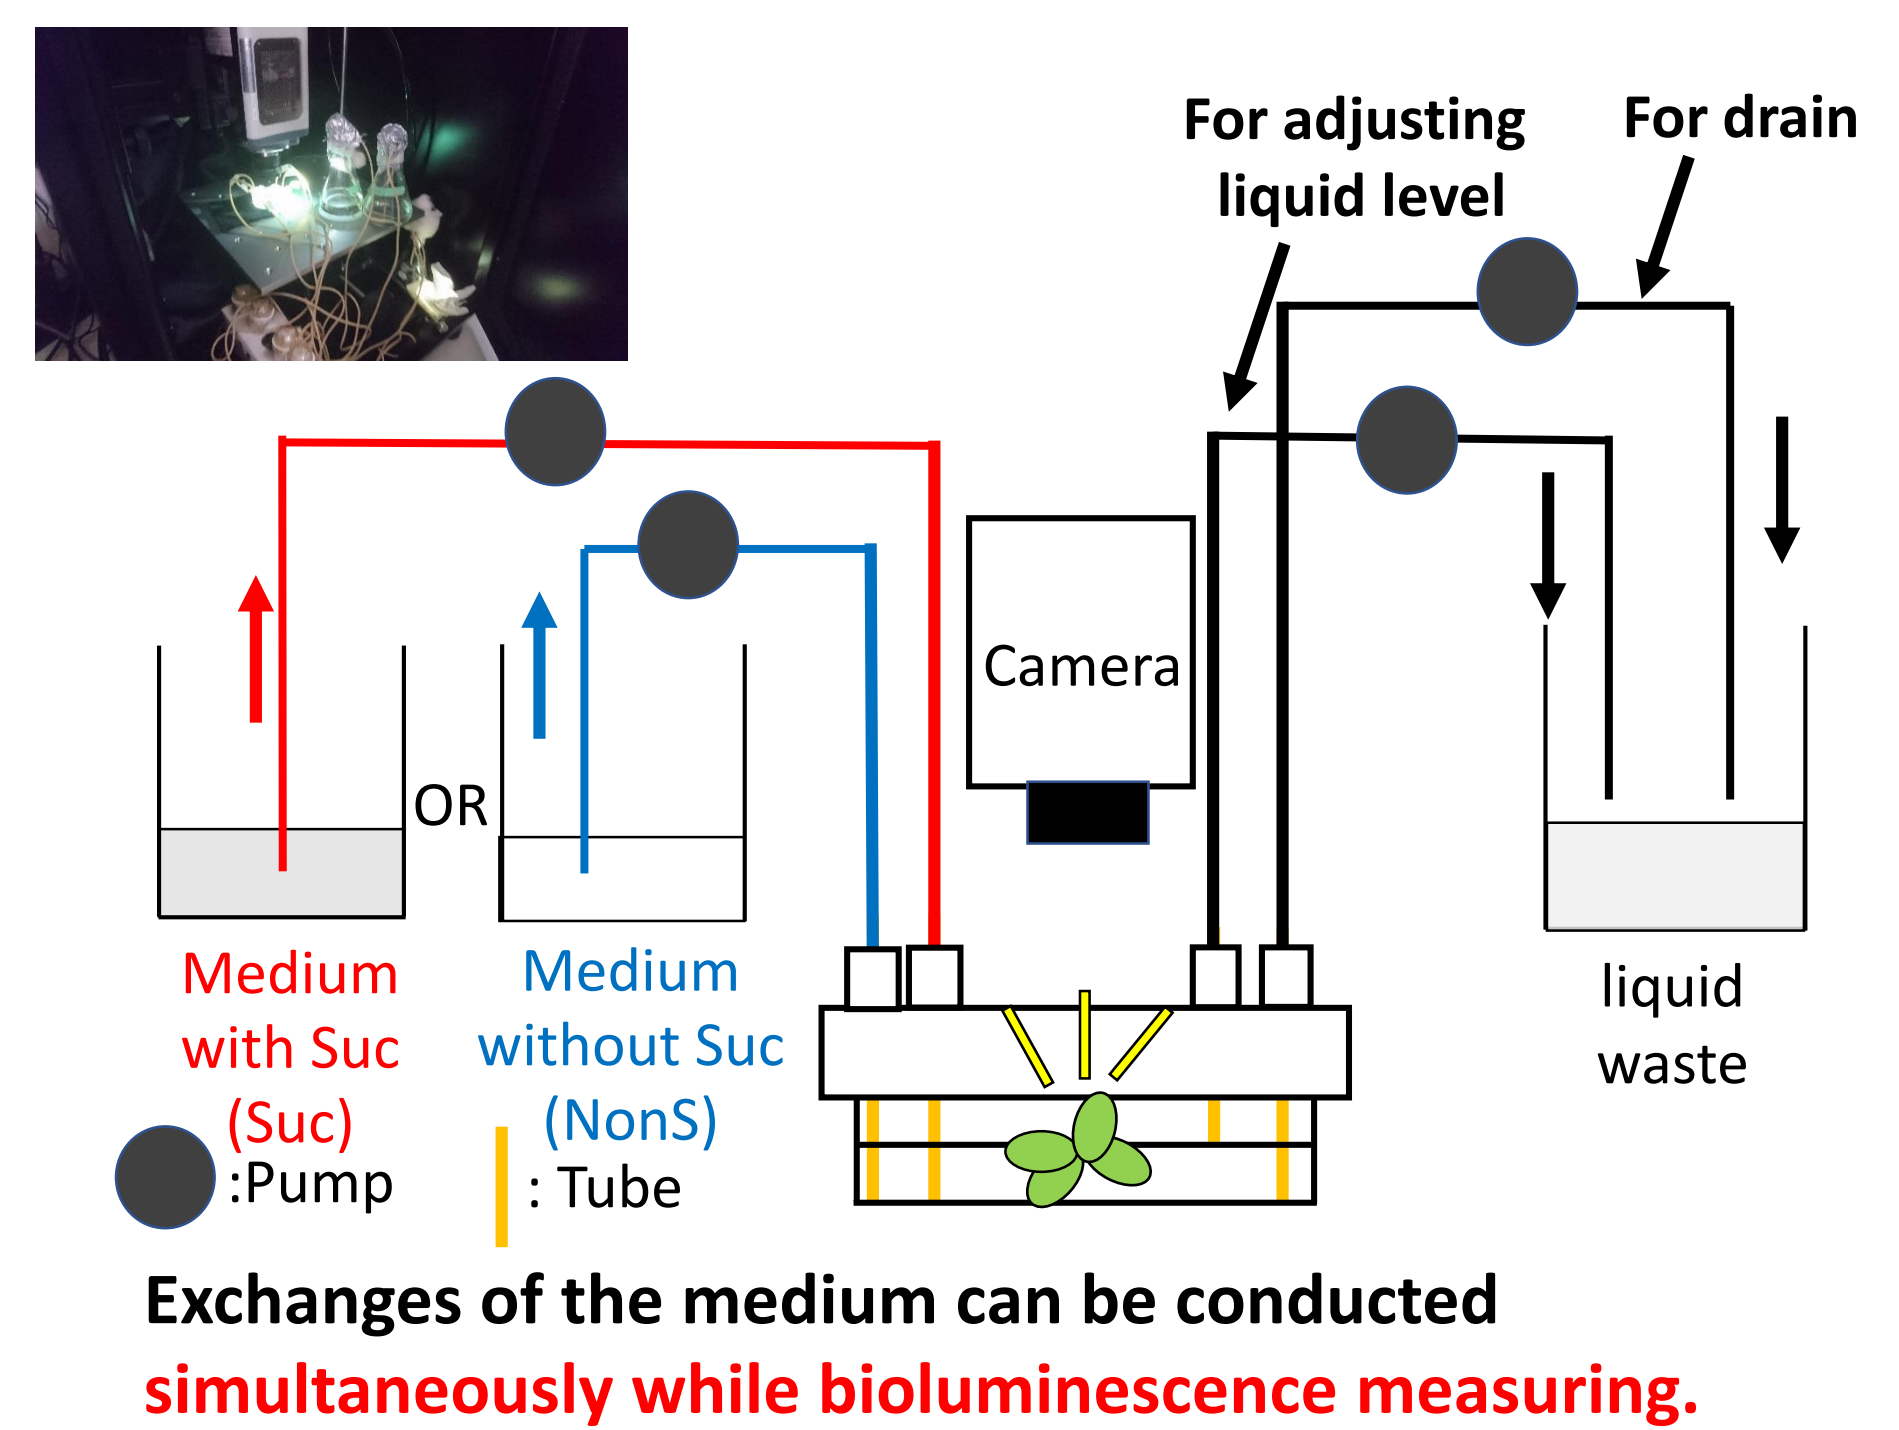 For adjusting
liquid level
For drain
Camera
OR
Medium
with Suc
(Suc)
Medium
without Suc
(NonS)
liquid
waste
:Pump
: Tube
Exchanges of the medium can be conducted
simultaneously while bioluminescence measuring.